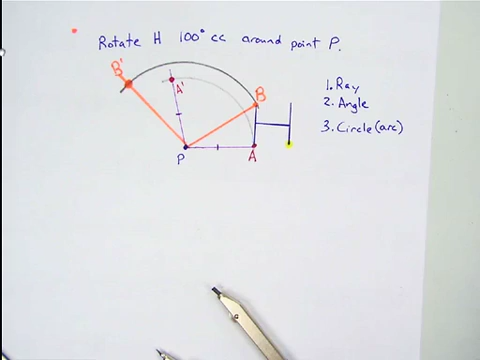 Rotate H 100° cc around point P.
B'
A'
B
P
A
1. Ray
2. Angle
3. Circle (arc)